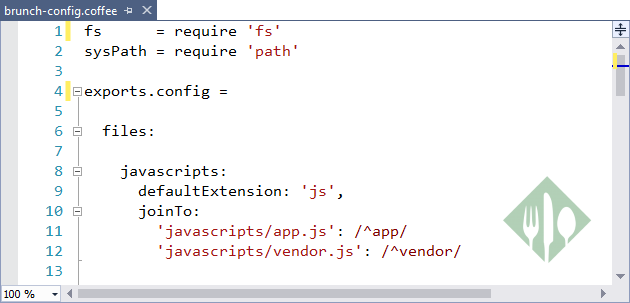 brunch-config.coffee
1 fs      = require 'fs'
2 sysPath = require 'path'
3
4 exports.config =
5
6   files:
7
8     javascripts:
9       defaultExtension: 'js',
10       joinTo:
11         'javascripts/app.js': /^app/
12         'javascripts/vendor.js': /^vendor/
13
100 %